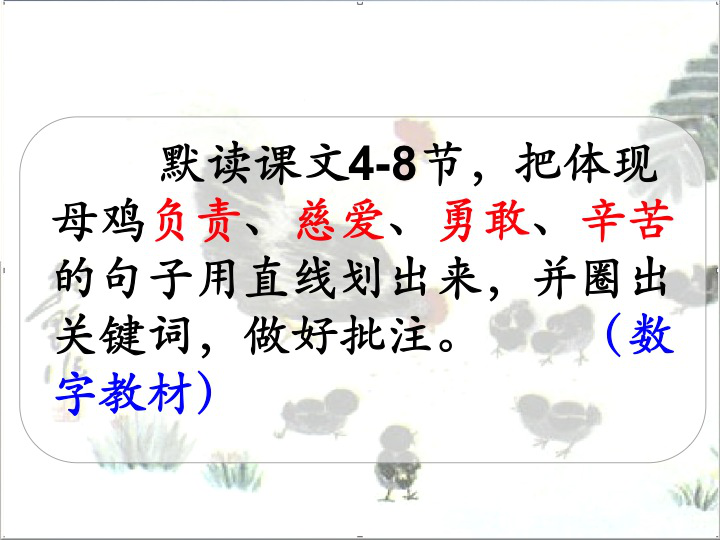 默读课文4-8节，把体现
母鸡负责、慈爱、勇敢、辛苦
的句子用直线划出来，并圈出
关键词，做好批注。（数
字教材）